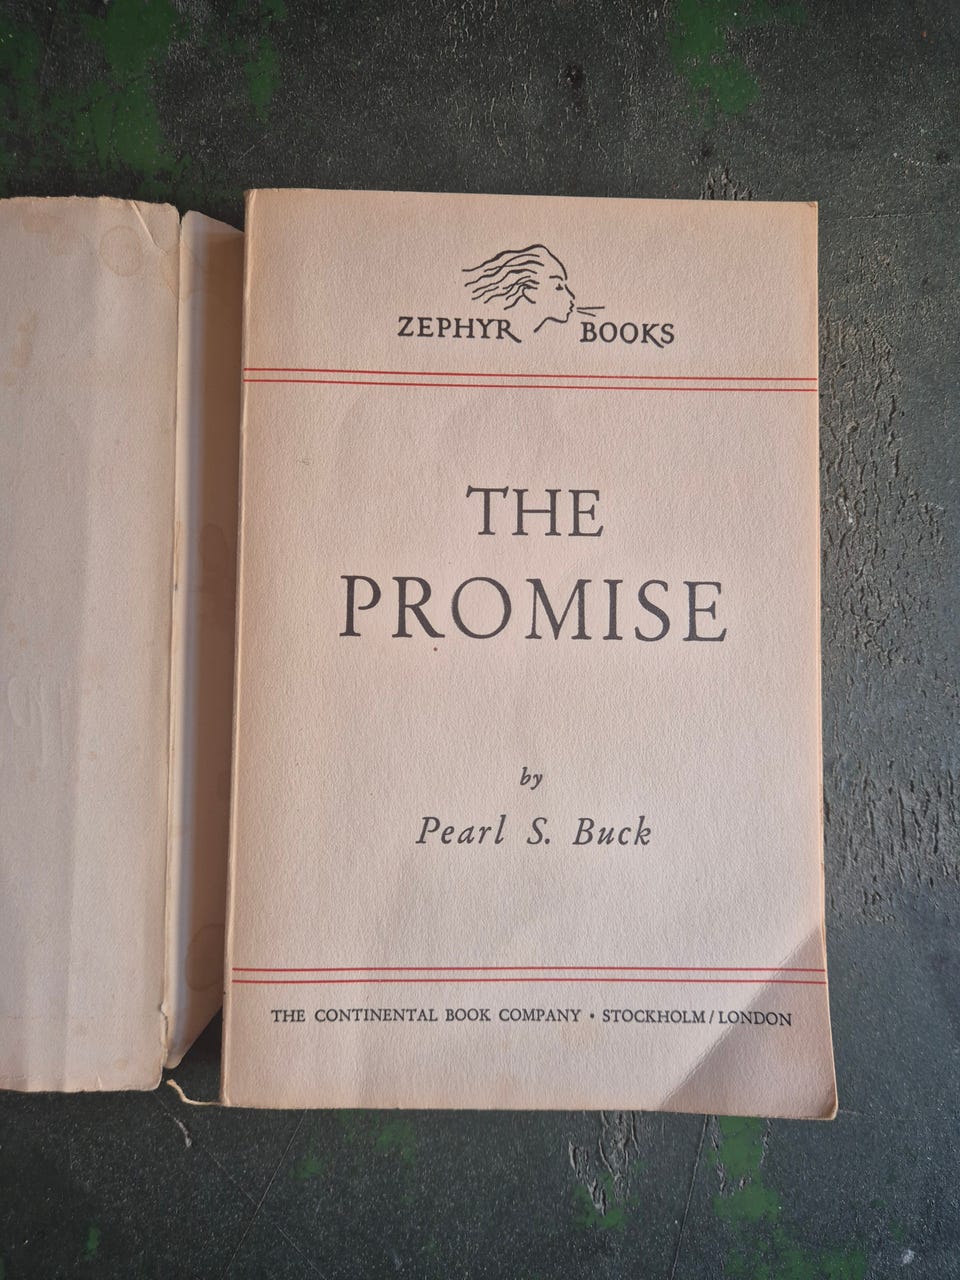 ZEPHYR BOOKS
THE
PROMISE
by
Pearl S. Buck
THE CONTINENTAL BOOK COMPANY • STOCKHOLM/LONDON